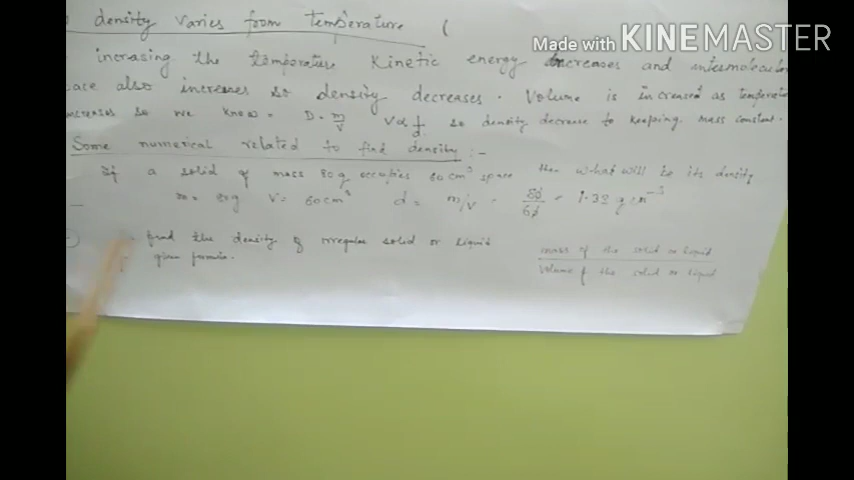 density varies from temperature (
Made with KINEMASTER
increasing the temperature kinetic energy increases and intermolecular
ace also increases so density decreases. Volume is increased as temperature
increases so we know = D = m/v V ∝ 1/d so density decrease to keeping mass constant.
Some numerical related to find density :-
If a solid of mass 80 g occupies 60 cm³ space then what will be its density
m = 80g V = 60 cm³ d = m/v = 80/60 = 1.33 g cm⁻³
find the density of irregular solid or liquid
given formula.
mass of the solid or liquid
volume of the solid or liquid